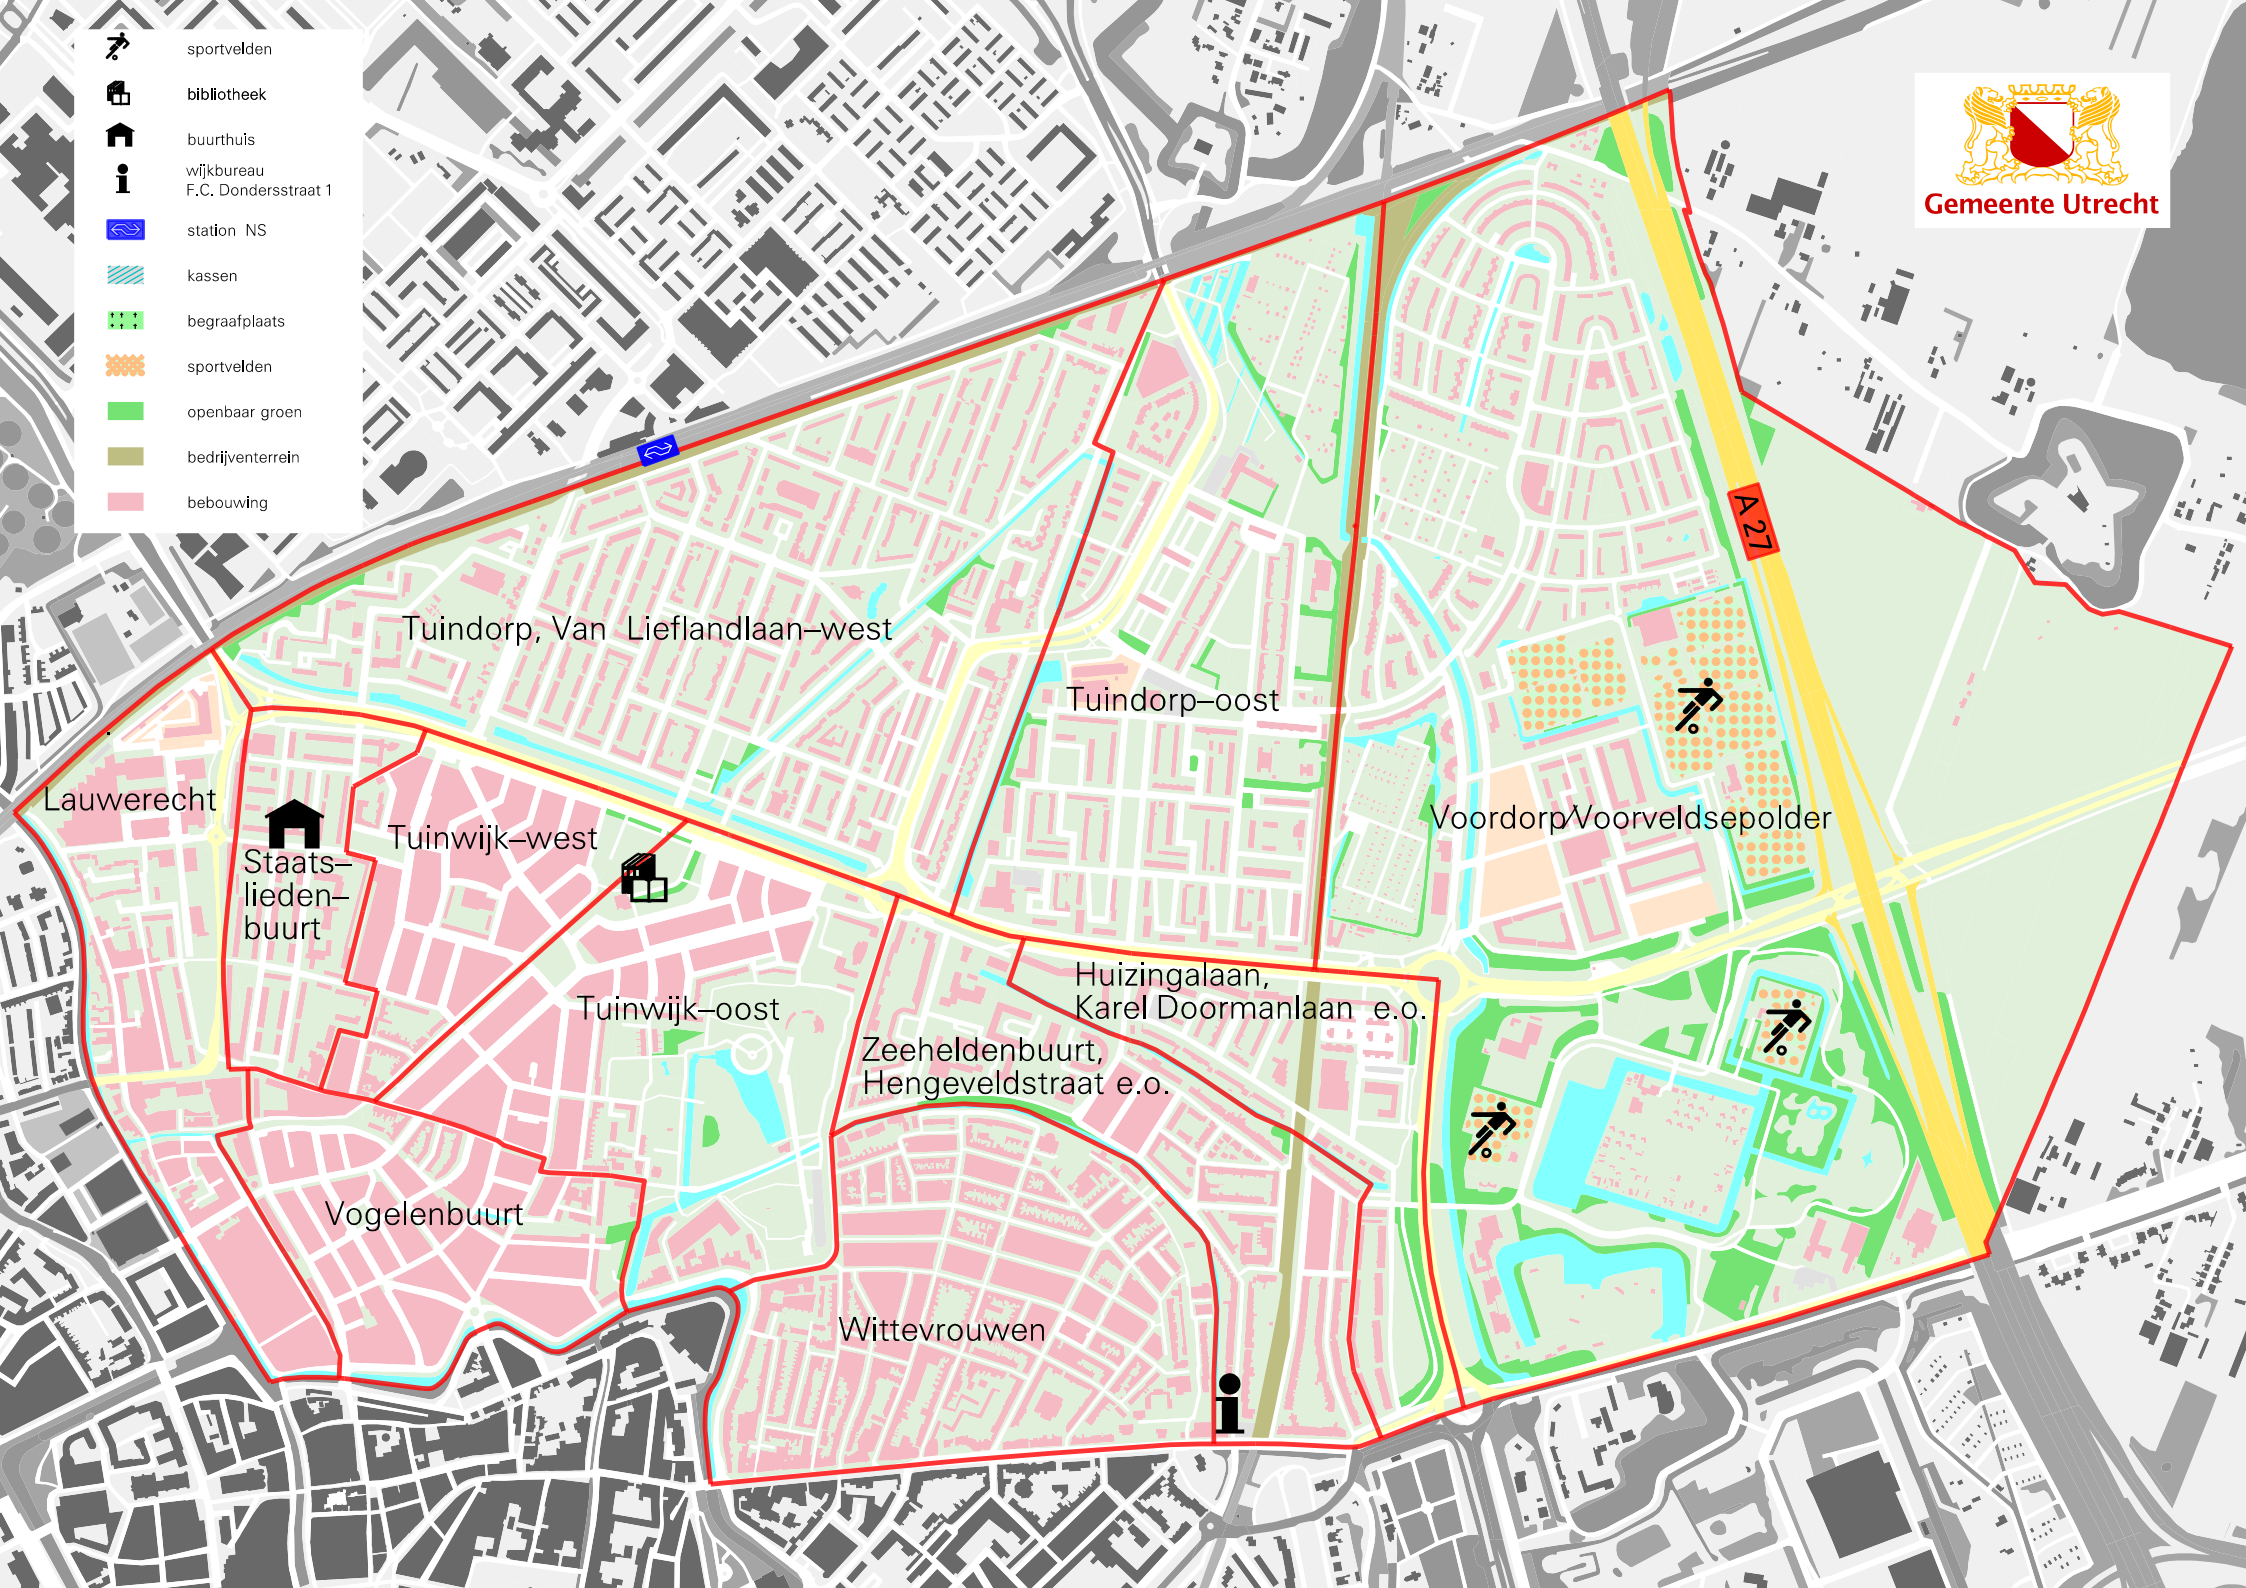 sportvelden
bibliotheek
buurthuis
wijkbureau
F.C. Dondersstraat 1
station NS
kassen
begraafplaats
sportvelden
openbaar groen
bedrijventerrein
bebouwing
Gemeente Utrecht
A 27
Tuindorp, Van Lieflandlaan–west
Tuindorp–oost
Lauwerecht
Staats–
lieden–
buurt
Tuinwijk–west
Voordorp/Voorveldsepolder
Tuinwijk–oost
Huizingalaan,
Karel Doormanlaan e.o.
Zeeheldenbuurt,
Hengeveldstraat e.o.
Vogelenbuurt
Wittevrouwen